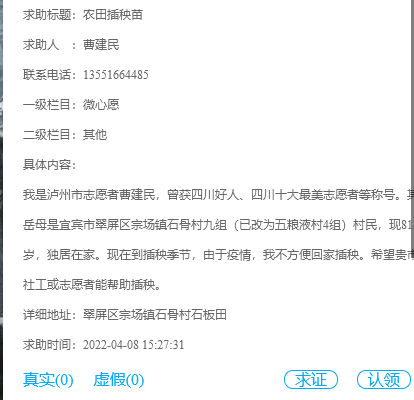 求助标题：农田插秧苗
求助人　：曹建民
联系电话：13551664485
一级栏目：微心愿
二级栏目：其他
具体内容：
我是泸州市志愿者曹建民，曾获四川好人、四川十大最美志愿者等称号。其
岳母是宜宾市翠屏区宗场镇石骨村九组（已改为五粮液村4组）村民，现81
岁，独居在家。现在到插秧季节，由于疫情，我不方便回家插秧。希望贵市
社工或志愿者能帮助插秧。
详细地址：翠屏区宗场镇石骨村石板田
求助时间：2022-04-08 15:27:31
真实(0) 虚假(0) 求证 认领